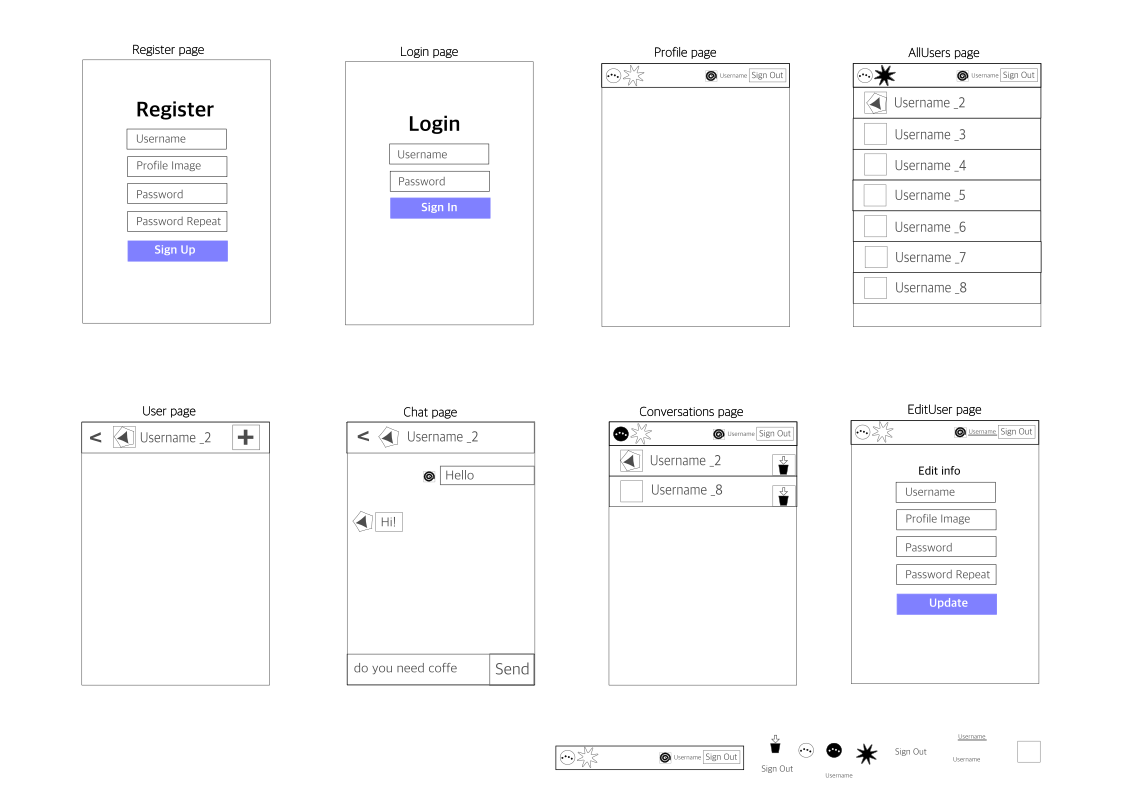 Register page
Register
Username
Profile Image
Password
Password Repeat
Sign Up
Login page
Login
Username
Password
Sign In
Profile page
Username Sign Out
AllUsers page
Username Sign Out
Username _2
Username _3
Username _4
Username _5
Username _6
Username _7
Username _8
User page
< Username _2 +
Chat page
< Username _2
Hello
Hi!
do you need coffe Send
Conversations page
Username Sign Out
Username _2
Username _8
EditUser page
Username Sign Out
Edit info
Username
Profile Image
Password
Password Repeat
Update
Username Sign Out
Sign Out
Username
Sign Out
Username
Username